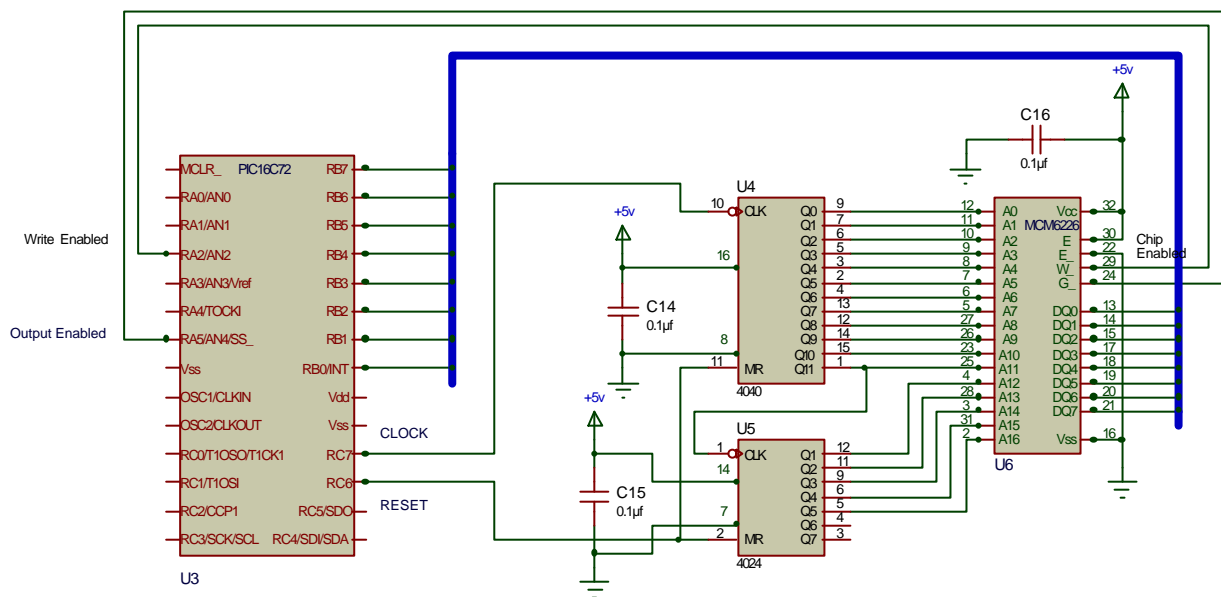 +5v
C16
0.1µf
MCLR_
PIC16C72
RB7
RA0/AN0
RB6
RA1/AN1
RB5
Write Enabled
RA2/AN2
RB4
RA3/AN3/Vref
RB3
RA4/TOCKI
RB2
Output Enabled
RA5/AN4/SS_
RB1
Vss
RB0/INT
OSC1/CLKIN
Vdd
OSC2/CLKOUT
Vss
CLOCK
RC0/T1OSO/T1CK1
RC7
RC1/T1OSI
RC6
RESET
RC2/CCP1
RC5/SDO
RC3/SCK/SCL
RC4/SDI/SDA
U3
+5v
16
C14
0.1µf
8
U4
10
CLK
Q0 9
Q1 7
Q2 6
Q3 5
Q4 3
Q5 2
Q6 4
Q7 13
Q8 12
Q9 14
Q10 15
Q11 1
11
MR
4040
+5v
14
C15
0.1µf
7
U5
1
CLK
Q1 12
Q2 11
Q3 9
Q4 6
Q5 5
Q6 4
Q7 3
2
MR
4024
12 A0
11 A1
10 A2
9 A3
8 A4
7 A5
6 A6
5 A7
27 A8
26 A9
23 A10
25 A11
4 A12
28 A13
3 A14
31 A15
2 A16
Vcc 32
MCM6226
E 30
E_ 22
W_ 29
G_ 24
Chip
Enabled
DQ0 13
DQ1 14
DQ2 15
DQ3 17
DQ4 18
DQ5 19
DQ6 20
DQ7 21
Vss 16
U6